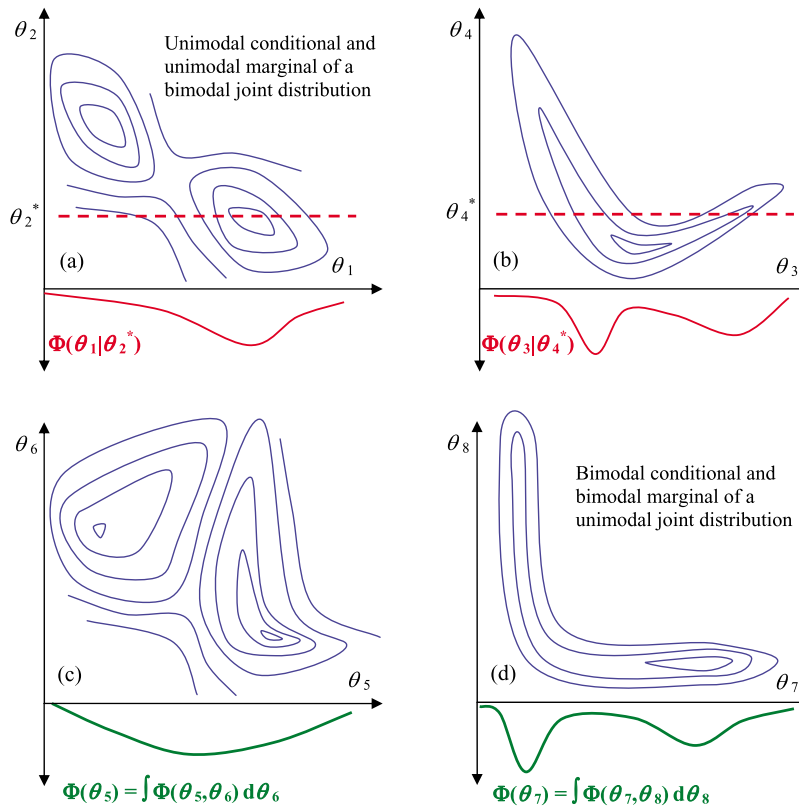 θ₂
Unimodal conditional and
unimodal marginal of a
bimodal joint distribution
θ₂*
(a)
θ₁
Φ(θ₁|θ₂*)
θ₄
θ₄*
(b)
θ₃
Φ(θ₃|θ₄*)
θ₆
(c)
θ₅
Φ(θ₅) = ∫Φ(θ₅,θ₆) dθ₆
θ₈
Bimodal conditional and
bimodal marginal of a
unimodal joint distribution
(d)
θ₇
Φ(θ₇) = ∫Φ(θ₇,θ₈) dθ₈